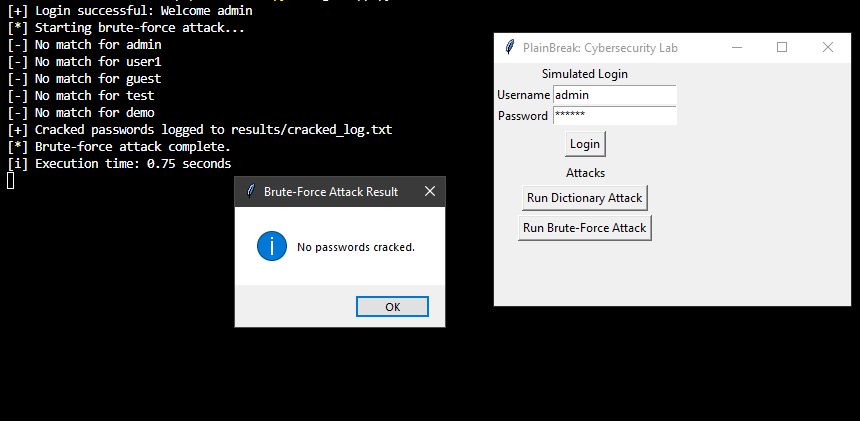 [+] Login successful: Welcome admin
[*] Starting brute-force attack...
[-] No match for admin
[-] No match for user1
[-] No match for guest
[-] No match for test
[-] No match for demo
[+] Cracked passwords logged to results/cracked_log.txt
[*] Brute-force attack complete.
[i] Execution time: 0.75 seconds
Brute-Force Attack Result
No passwords cracked.
OK
PlainBreak: Cybersecurity Lab
Simulated Login
Username admin
Password ******
Login
Attacks
Run Dictionary Attack
Run Brute-Force Attack